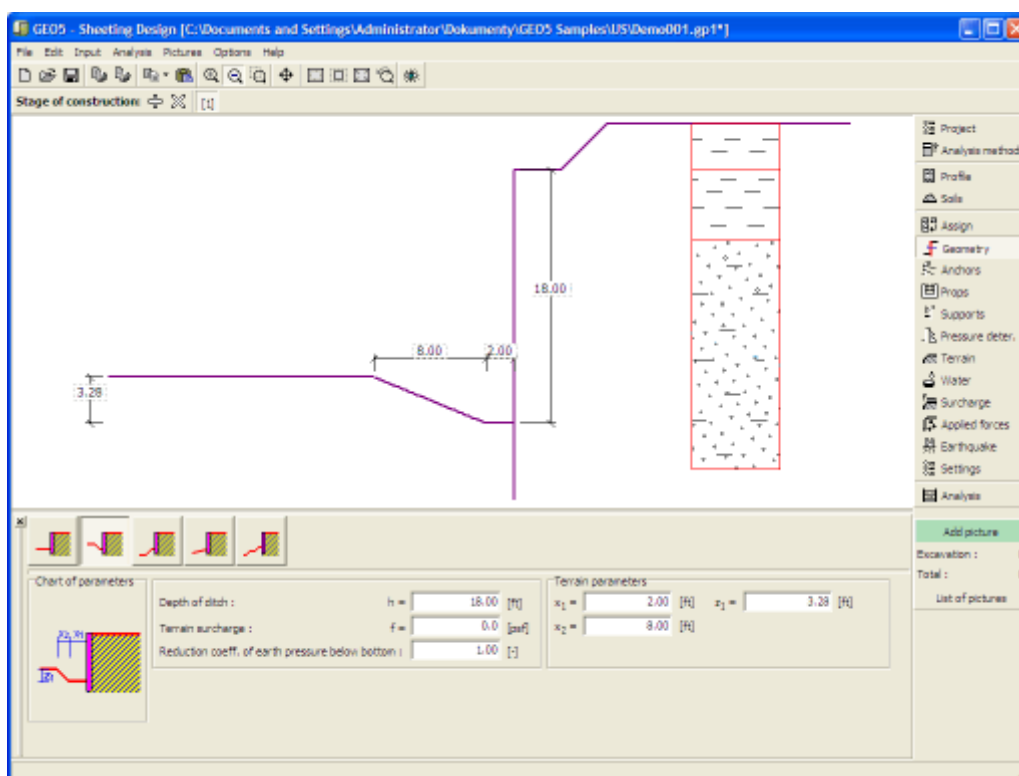 GEO5 - Sheeting Design [C:\Documents and Settings\Administrator\Dokumenty\GEO5 Samples\US\Demo001.gp1*]
File Edit Input Analysis Pictures Options Help
Stage of construction: [1]
Project
Analysis method
Profile
Soils
Assign
Geometry
Anchors
Props
Supports
Pressure deter.
Terrain
Water
Surcharge
Applied forces
Earthquake
Settings
Analysis
18.00
8.00 2.00
3.28
Add picture
Excavation :
Total :
List of pictures
Chart of parameters
Depth of ditch : h = 18.00 [ft]
Terrain surcharge : f = 0.0 [psf]
Reduction coeff. of earth pressure below bottom : 1.00 [-]
Terrain parameters
x1 = 2.00 [ft] z1 = 3.28 [ft]
x2 = 8.00 [ft]